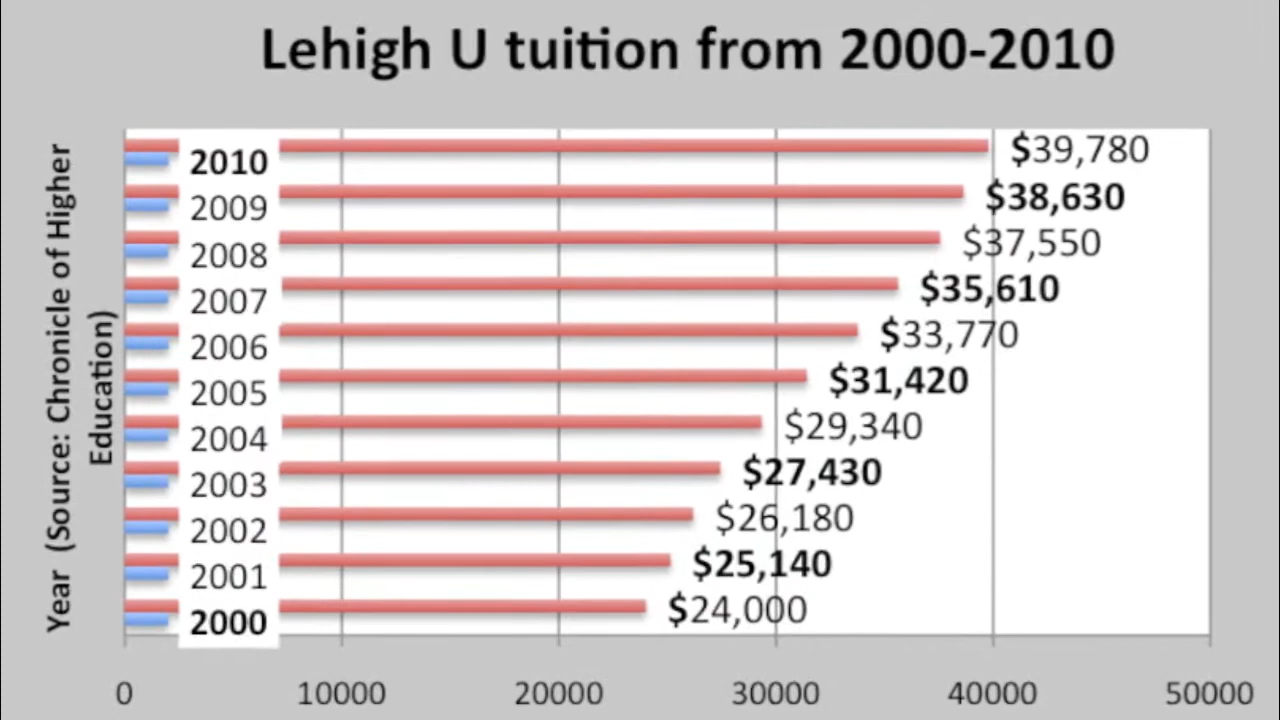 Lehigh U tuition from 2000-2010
Year (Source: Chronicle of Higher
Education)
2010 $39,780
2009 $38,630
2008 $37,550
2007 $35,610
2006 $33,770
2005 $31,420
2004 $29,340
2003 $27,430
2002 $26,180
2001 $25,140
2000 $24,000
0 10000 20000 30000 40000 50000